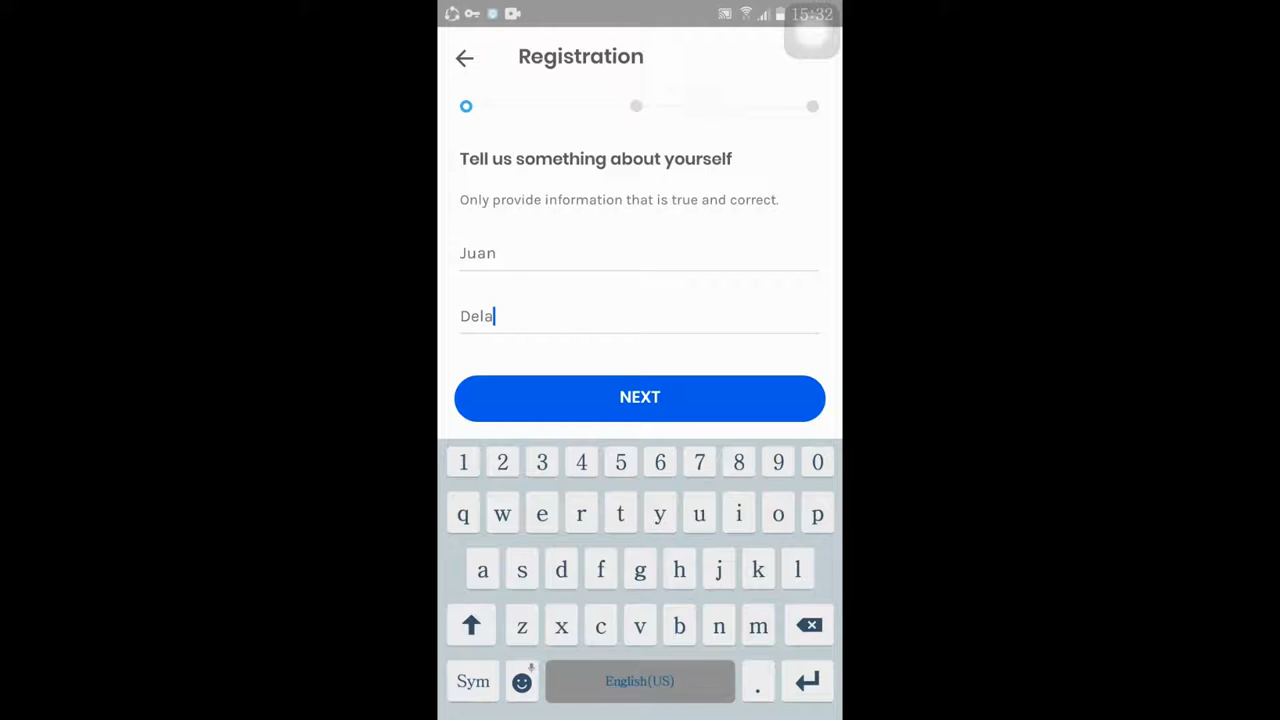 15:32
Registration
Tell us something about yourself
Only provide information that is true and correct.
Juan
Dela
NEXT
1 2 3 4 5 6 7 8 9 0
q w e r t y u i o p
a s d f g h j k l
z x c v b n m
Sym English(US) .